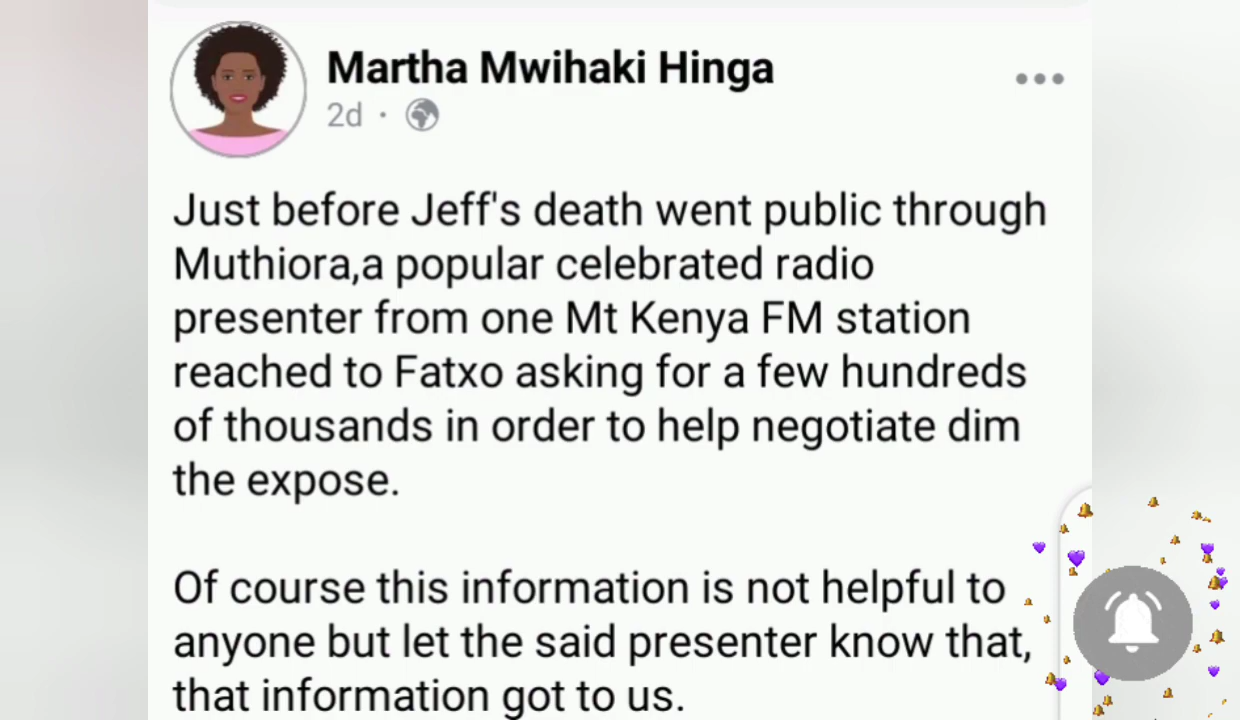 Martha Mwihaki Hinga
2d ·
Just before Jeff's death went public through
Muthiora,a popular celebrated radio
presenter from one Mt Kenya FM station
reached to Fatxo asking for a few hundreds
of thousands in order to help negotiate dim
the expose.
Of course this information is not helpful to
anyone but let the said presenter know that,
that information got to us.